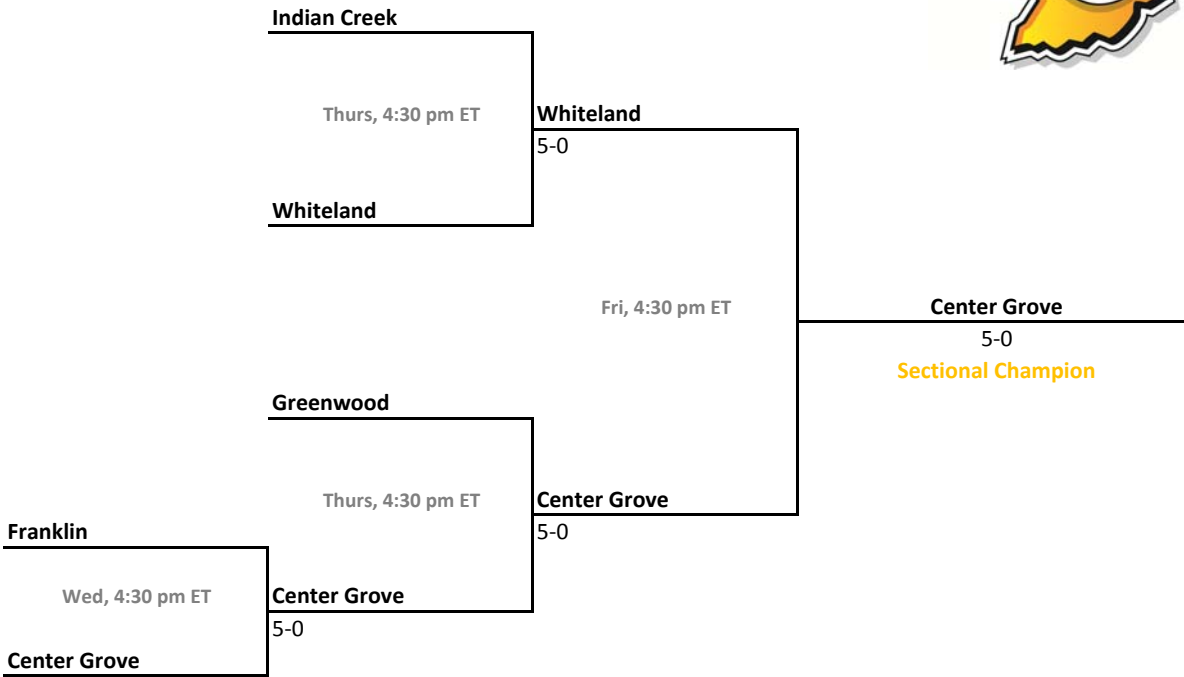 Indian Creek
Thurs, 4:30 pm ET
Whiteland
5-0
Whiteland
Fri, 4:30 pm ET
Center Grove
5-0
Sectional Champion
Greenwood
Thurs, 4:30 pm ET
Center Grove
5-0
Franklin
Wed, 4:30 pm ET
Center Grove
5-0
Center Grove